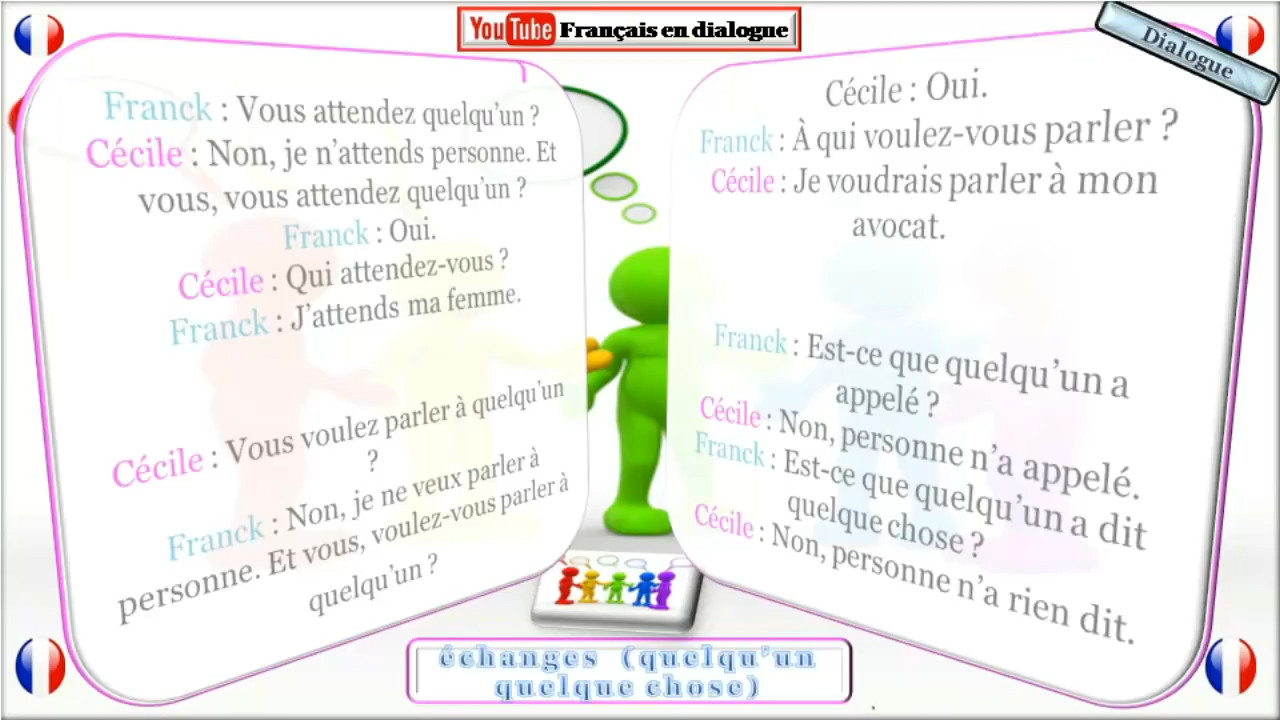 YouTube Français en dialogue
Dialogue
Franck : Vous attendez quelqu'un ?
Cécile : Non, je n'attends personne. Et
vous, vous attendez quelqu'un ?
Franck : Oui.
Cécile : Qui attendez-vous ?
Franck : J'attends ma femme.
Cécile : Vous voulez parler à quelqu'un
?
Franck : Non, je ne veux parler à
personne. Et vous, voulez-vous parler à
quelqu'un ?
Cécile : Oui.
Franck : À qui voulez-vous parler ?
Cécile : Je voudrais parler à mon
avocat.
Franck : Est-ce que quelqu'un a
appelé ?
Cécile : Non, personne n'a appelé.
Franck : Est-ce que quelqu'un a dit
quelque chose ?
Cécile : Non, personne n'a rien dit.
échanges (quelqu'un
quelque chose)